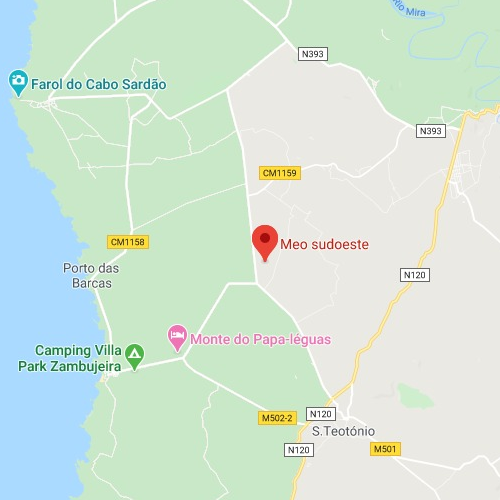 Rio Mira
N393
Farol do Cabo Sardão
N393
CM1159
CM1158
Meo sudoeste
Porto das
Barcas
N120
Monte do Papa-léguas
Camping Villa
Park Zambujeira
N120
M502-2
S.Teotónio
N120
M501